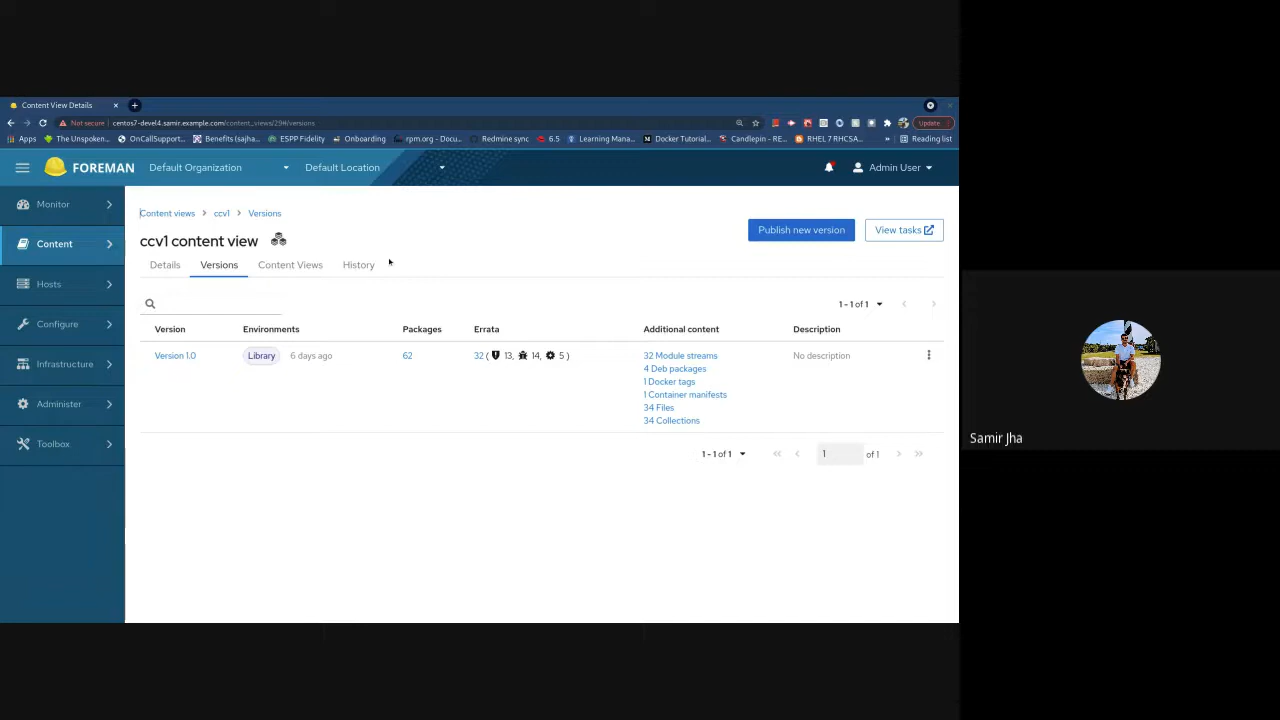 Content View Details
Not secure | centos7-devel4.samir.example.com/content_views/29#/versions
Update
Apps The Unspoken... OnCallSupport... Benefits (sajha... ESPP Fidelity Onboarding rpm.org - Docu... Redmine sync 6.5 Learning Mana... Docker Tutorial... Candlepin - RE... RHEL 7 RHCSA... » Reading list
FOREMAN Default Organization Default Location Admin User
Monitor
Content
Hosts
Configure
Infrastructure
Administer
Toolbox
Content views > ccv1 > Versions
ccv1 content view
Publish new version
View tasks
Details Versions Content Views History
1 - 1 of 1
Version Environments Packages Errata Additional content Description
Version 1.0 Library 6 days ago 62 32 ( 13, 14, 5 ) 32 Module streams No description
4 Deb packages
1 Docker tags
1 Container manifests
34 Files
34 Collections
1 - 1 of 1 1 of 1
Samir Jha